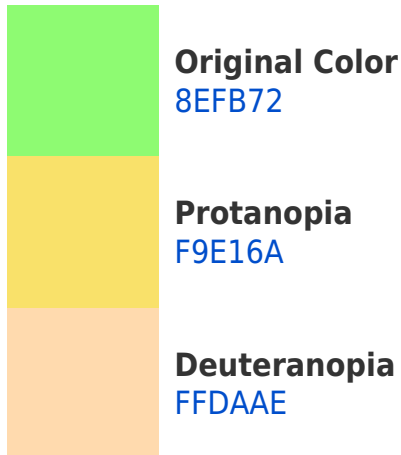 Original Color
8EFB72
Protanopia
F9E16A
Deuteranopia
FFDAAE